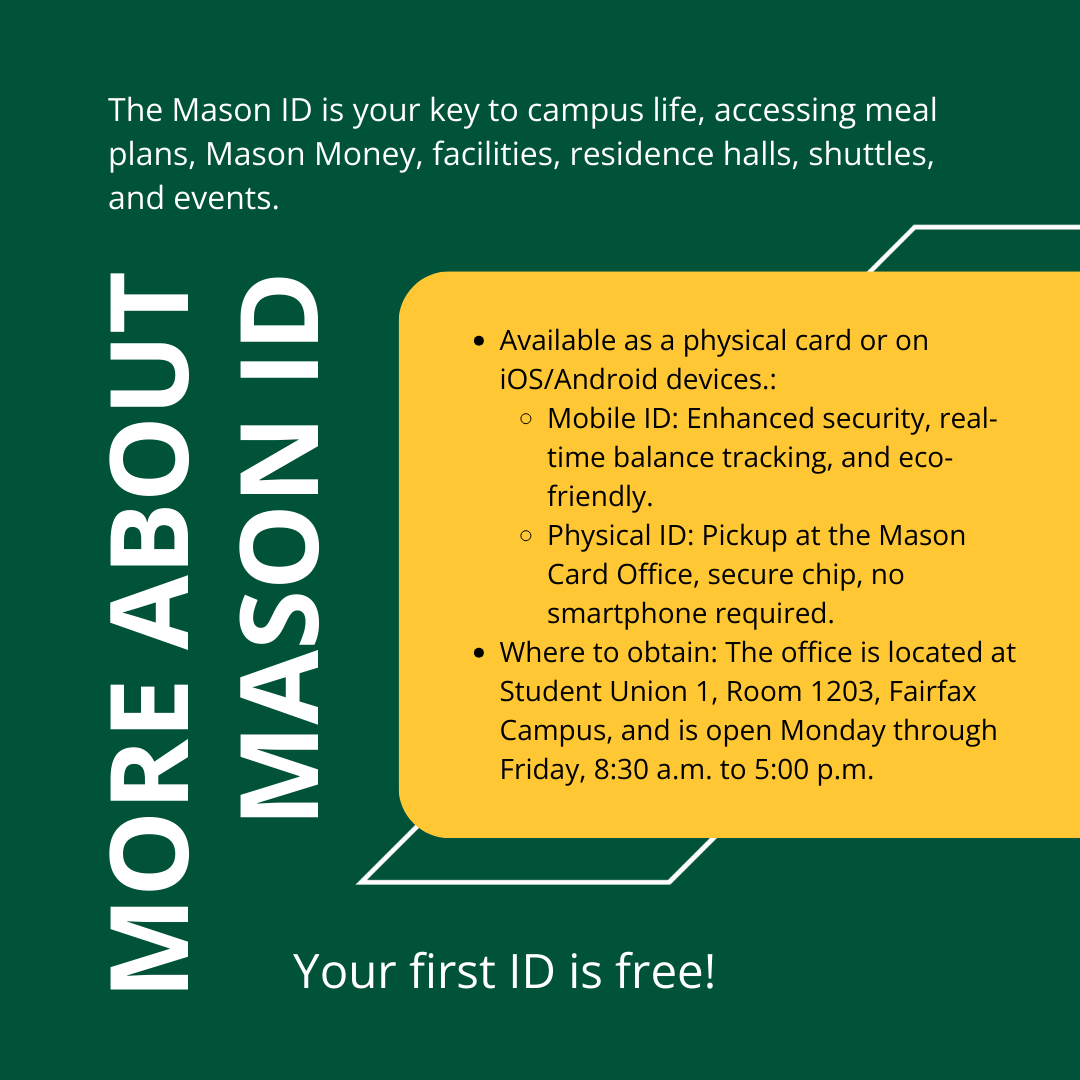 The Mason ID is your key to campus life, accessing meal
plans, Mason Money, facilities, residence halls, shuttles,
and events.
MORE ABOUT
MASON ID
• Available as a physical card or on
iOS/Android devices.:
○ Mobile ID: Enhanced security, real-
time balance tracking, and eco-
friendly.
○ Physical ID: Pickup at the Mason
Card Office, secure chip, no
smartphone required.
• Where to obtain: The office is located at
Student Union 1, Room 1203, Fairfax
Campus, and is open Monday through
Friday, 8:30 a.m. to 5:00 p.m.
Your first ID is free!